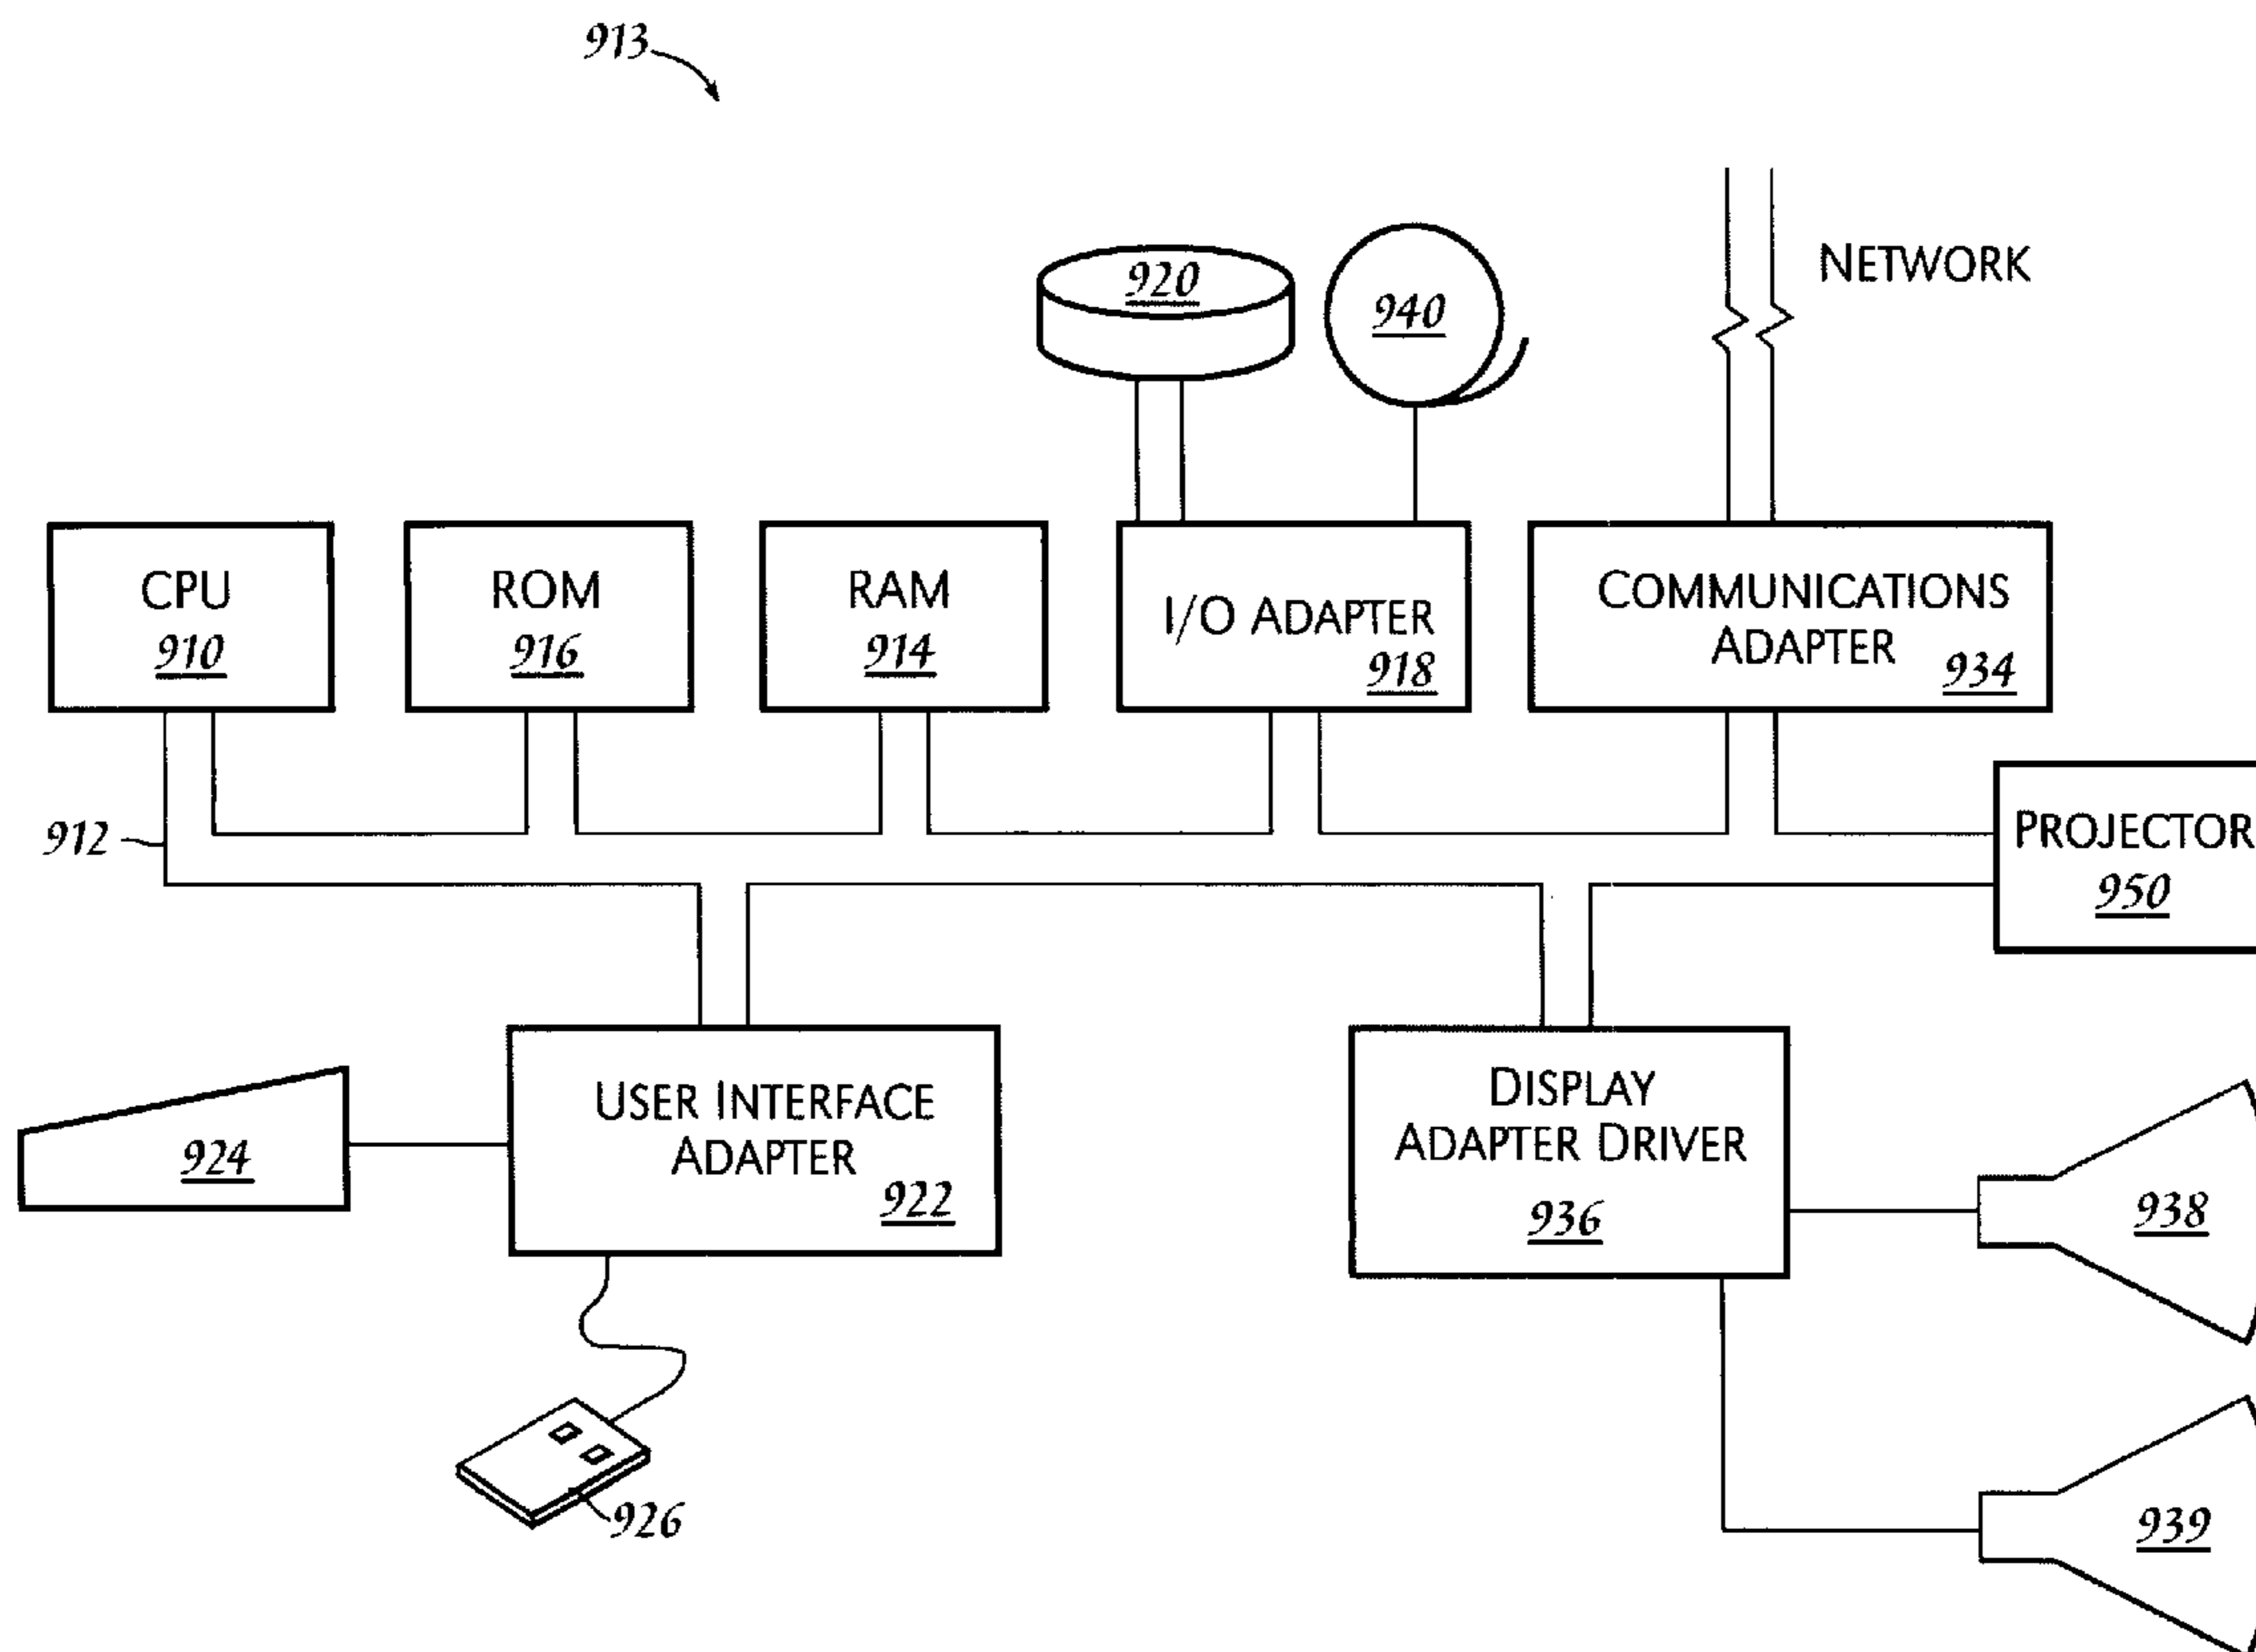 913
920
940
NETWORK
CPU
910
ROM
916
RAM
914
I/O ADAPTER
918
COMMUNICATIONS
ADAPTER
934
912
PROJECTOR
950
924
USER INTERFACE
ADAPTER
922
DISPLAY
ADAPTER DRIVER
936
938
926
939